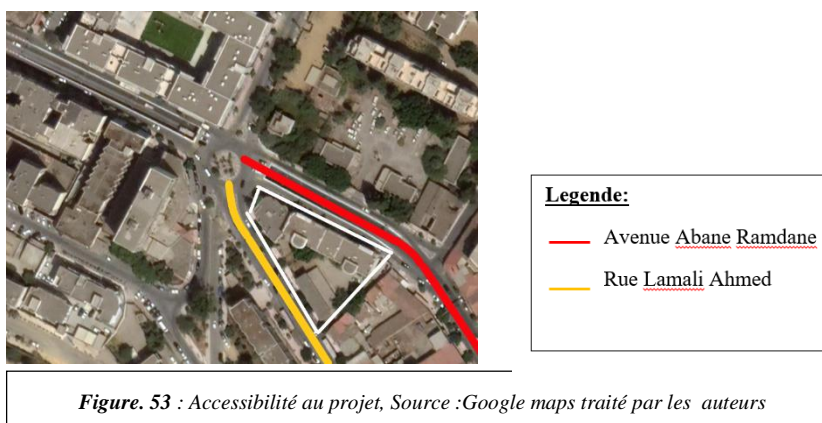 Legende:
Avenue Abane Ramdane
Rue Lamali Ahmed
Figure. 53 : Accessibilité au projet, Source :Google maps traité par les auteurs